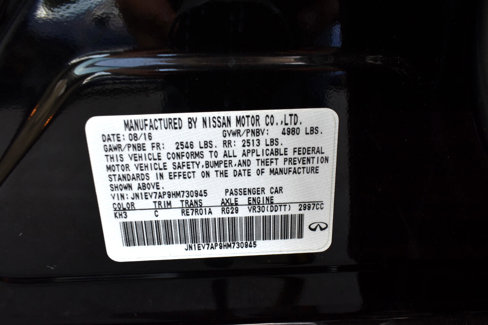 MANUFACTURED BY NISSAN MOTOR CO.,LTD.
DATE: 08/16 GVWR/PNBV: 4980 LBS.
GAWR/PNBE FR: 2546 LBS. RR: 2513 LBS.
THIS VEHICLE CONFORMS TO ALL APPLICABLE FEDERAL
MOTOR VEHICLE SAFETY,BUMPER,AND THEFT PREVENTION
STANDARDS IN EFFECT ON THE DATE OF MANUFACTURE
SHOWN ABOVE.
VIN: JN1EV7AP9HM730945 PASSENGER CAR
COLOR TRIM TRANS AXLE ENGINE
KH3 C RE7R01A RG29 VR30(DDTT) 2997CC
JN1EV7AP9HM730945